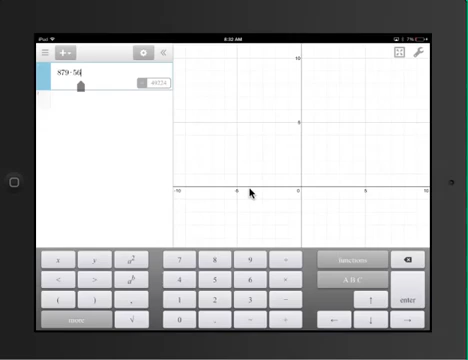 iPad 8:32 AM 7%
879·56
49224
10
5
-10 -5 0 5 10
x y a² 7 8 9 ÷ functions
< > aᵇ 4 5 6 × A B C
( ) , 1 2 3 − ↑ enter
√ 0 . + ← ↓ →